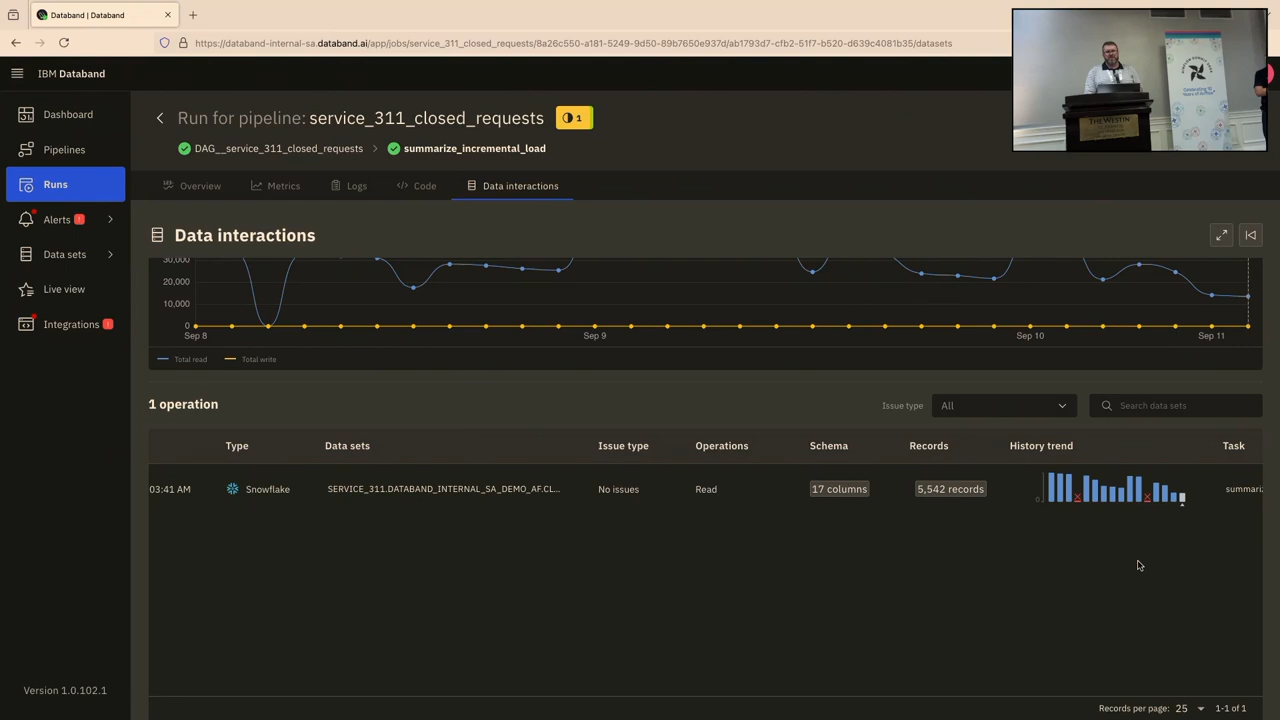 Databand | Databand
https://databand-internal-sa.databand.ai/app/jobs/service_311_closed_requests/8a26c550-a181-5249-9d50-89b7650e937d/ab1793d7-cfb2-51f7-b520-d639c4081b35/datasets
IBM Databand
Dashboard
Pipelines
Runs
Alerts
Data sets
Live view
Integrations
Version 1.0.102.1
Run for pipeline: service_311_closed_requests
1
DAG__service_311_closed_requests > summarize_incremental_load
Overview
Metrics
Logs
Code
Data interactions
Data interactions
30,000
20,000
10,000
0
Sep 8
Sep 9
Sep 10
Sep 11
Total read
Total write
1 operation
Issue type
All
Search data sets
Type
Data sets
Issue type
Operations
Schema
Records
History trend
Task
03:41 AM
Snowflake
SERVICE_311.DATABAND_INTERNAL_SA_DEMO_AF.CL...
No issues
Read
17 columns
5,542 records
0
summari
Records per page: 25
1-1 of 1
THE WESTIN